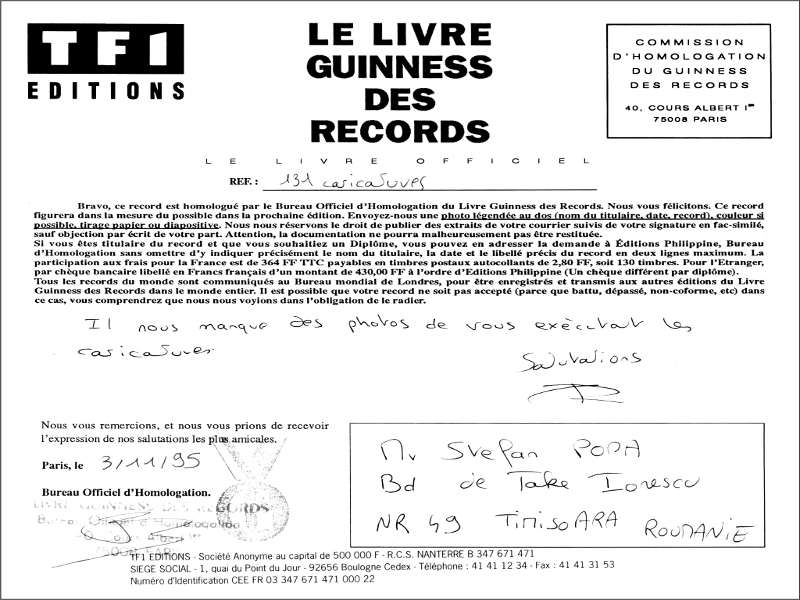 TF1
EDITIONS
LE LIVRE
GUINNESS
DES
RECORDS
COMMISSION
D'HOMOLOGATION
DU GUINNESS
DES RECORDS
40, COURS ALBERT Ier
75008 PARIS
LE LIVRE OFFICIEL
REF. : 131 caricatures
Bravo, ce record est homologué par le Bureau Officiel d'Homologation du Livre Guinness des Records. Nous vous félicitons. Ce record
figurera dans la mesure du possible dans la prochaine édition. Envoyez-nous une photo légendée au dos (nom du titulaire, date, record), couleur si
possible, tirage papier ou diapositive. Nous nous réservons le droit de publier des extraits de votre courrier suivis de votre signature en fac-similé,
sauf objection par écrit de votre part. Attention, la documentation ne pourra malheureusement pas être restituée.
Si vous êtes titulaire du record et que vous souhaitiez un Diplôme, vous pouvez en adresser la demande à Éditions Philippine, Bureau
d'Homologation sans omettre d'y indiquer précisément le nom du titulaire, la date et le libellé précis du record en deux lignes maximum. La
participation aux frais pour la France est de 364 FF TTC payables en timbres postaux autocollants de 2,80 FF, soit 130 timbres. Pour l'Etranger,
par chèque bancaire libellé en Francs français d'un montant de 430,00 FF à l'ordre d'Editions Philippine (Un chèque différent par diplôme).
Tous les records du monde sont communiqués au Bureau mondial de Londres, pour être enregistrés et transmis aux autres éditions du Livre
Guinness des Records dans le monde entier. Il est possible que votre record ne soit pas accepté (parce que battu, dépassé, non-coforme, etc) dans
ce cas, vous comprendrez que nous nous voyions dans l'obligation de le radier.
Il nous manque des photos de vous exécutant les
caricatures
Salutations
Nous vous remercions, et nous vous prions de recevoir
l'expression de nos salutations les plus amicales.
Paris, le 3/11/95
Bureau Officiel d'Homologation.
LIVRE GUINNESS DES RECORDS
Bureau Officiel d'Homologation
Cours Albert Ier
75008 PARIS
Mr Stefan POPA
Bd de Take Ionescu
NR 49 TIMISOARA ROUMANIE
TF1 EDITIONS - Société Anonyme au capital de 500 000 F - R.C.S. NANTERRE B 347 671 471
SIEGE SOCIAL - 1, quai du Point du Jour - 92656 Boulogne Cedex - Téléphone : 41 41 12 34 - Fax : 41 41 31 53
Numéro d'Identification CEE FR 03 347 671 471 000 22